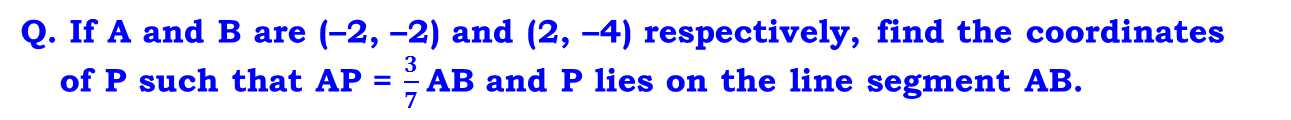 Q. If A and B are (–2, –2) and (2, –4) respectively, find the coordinates
of P such that AP = 3/7 AB and P lies on the line segment AB.